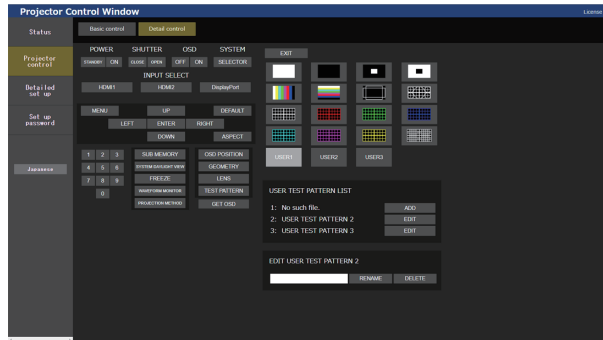 Projector Control Window
License
Status
Basic control
Detail control
Projector
control
Detailed
set up
Set up
password
Japanese
POWER
SHUTTER
OSD
SYSTEM
STANDBY
ON
CLOSE
OPEN
OFF
ON
SELECTOR
INPUT SELECT
HDMI1
HDMI2
DisplayPort
MENU
UP
DEFAULT
LEFT
ENTER
RIGHT
DOWN
ASPECT
1 2 3
4 5 6
7 8 9
0
SUB MEMORY
SYSTEM DAYLIGHT VIEW
FREEZE
WAVEFORM MONITOR
PROJECTION METHOD
OSD POSITION
GEOMETRY
LENS
TEST PATTERN
GET OSD
EXIT
USER1
USER2
USER3
USER TEST PATTERN LIST
1: No such file.
ADD
2: USER TEST PATTERN 2
EDIT
3: USER TEST PATTERN 3
EDIT
EDIT USER TEST PATTERN 2
RENAME
DELETE